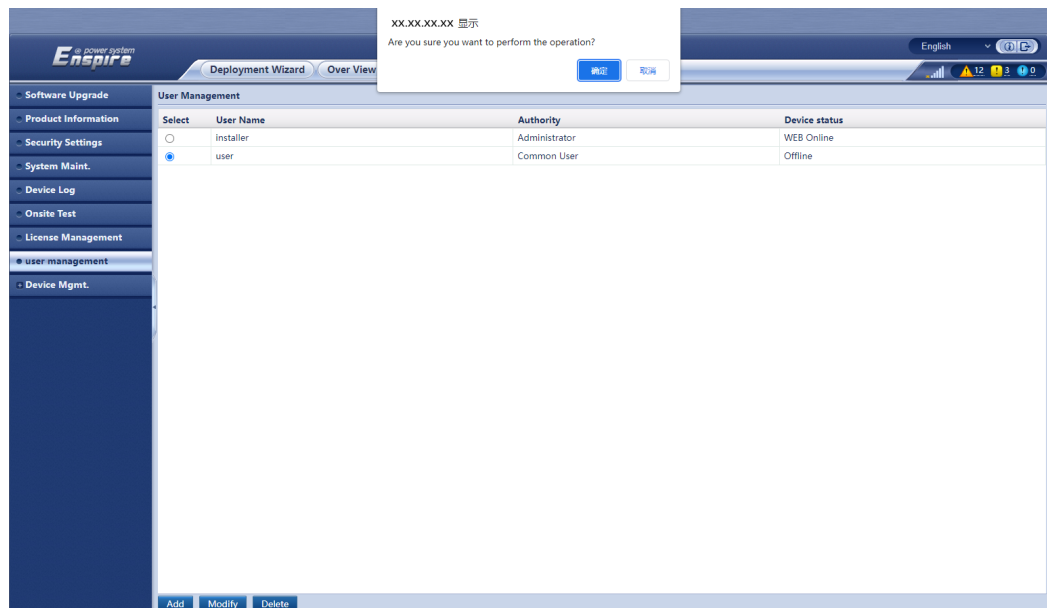 XX.XX.XX.XX 显示
Are you sure you want to perform the operation?
确定 取消
@ power system
Enspire
English
Deployment Wizard Over View
12 3 0
Software Upgrade
Product Information
Security Settings
System Maint.
Device Log
Onsite Test
License Management
user management
Device Mgmt.
User Management
Select User Name Authority Device status
installer Administrator WEB Online
user Common User Offline
Add Modify Delete